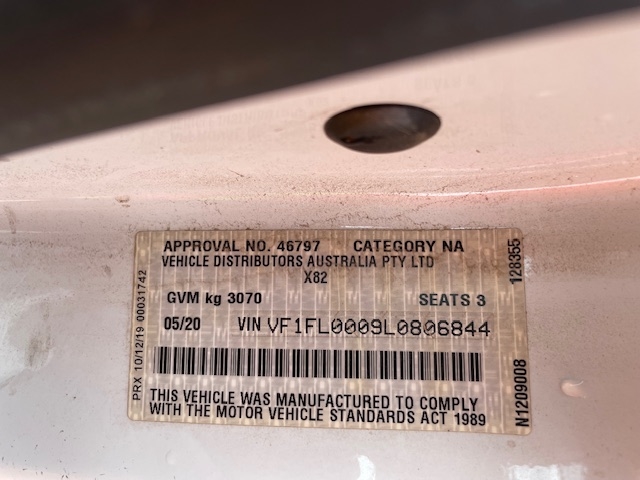 APPROVAL NO. 46797 CATEGORY NA
VEHICLE DISTRIBUTORS AUSTRALIA PTY LTD
X82
GVM kg 3070 SEATS 3
05/20 VIN VF1FL0009L0806844
THIS VEHICLE WAS MANUFACTURED TO COMPLY
WITH THE MOTOR VEHICLE STANDARDS ACT 1989
PRX 10/12/19 00031742
N1209008 128355